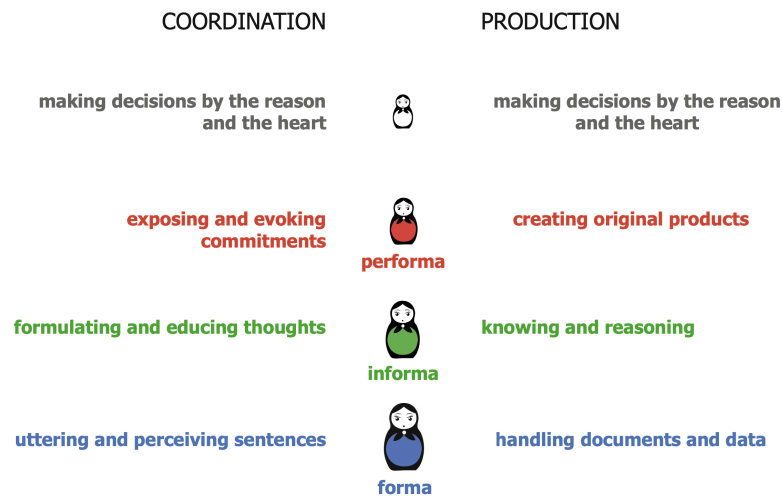 COORDINATION
PRODUCTION
making decisions by the reason
and the heart
making decisions by the reason
and the heart
exposing and evoking
commitments
creating original products
performa
formulating and educing thoughts
knowing and reasoning
informa
uttering and perceiving sentences
handling documents and data
forma